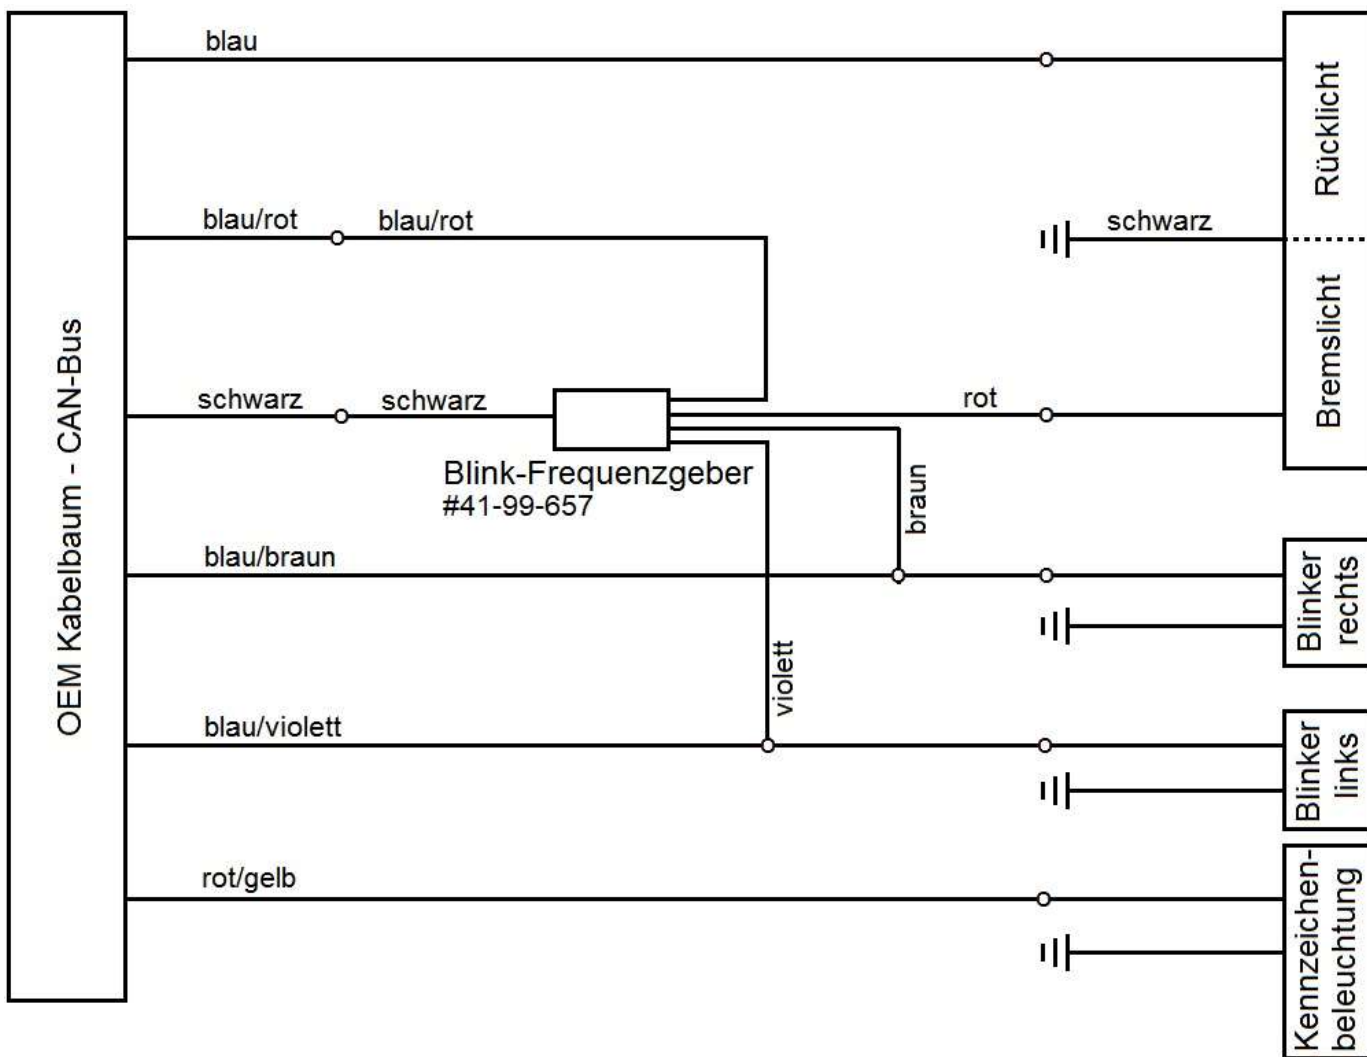 blau
Rücklicht
blau/rot
blau/rot
schwarz
OEM Kabelbaum - CAN-Bus
Bremslicht
schwarz
schwarz
rot
Blink-Frequenzgeber
#41-99-657
braun
blau/braun
Blinker
rechts
violett
blau/violett
Blinker
links
rot/gelb
Kennzeichen-
beleuchtung